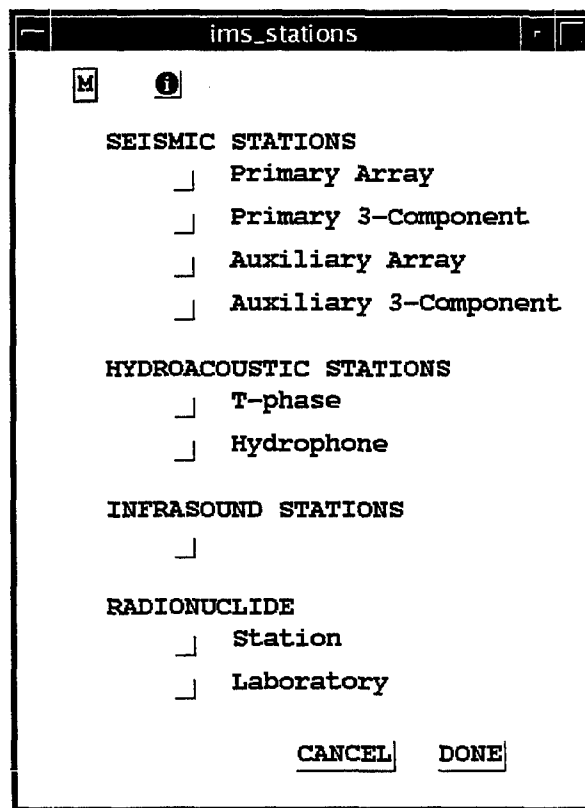 ims_stations
M i
SEISMIC STATIONS
Primary Array
Primary 3-Component
Auxiliary Array
Auxiliary 3-Component
HYDROACOUSTIC STATIONS
T-phase
Hydrophone
INFRASOUND STATIONS
RADIONUCLIDE
Station
Laboratory
CANCEL DONE